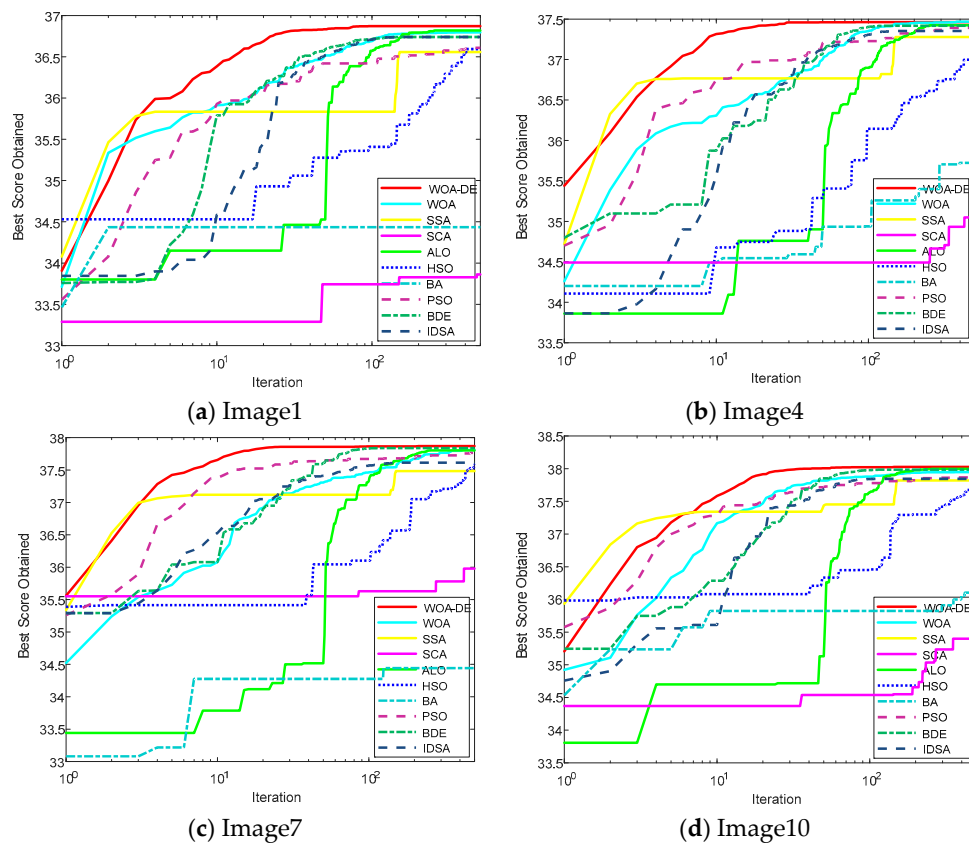 37
36.5
36
35.5
35
34.5
34
33.5
33
Best Score Obtained
10^0
10^1
10^2
Iteration
WOA-DE
WOA
SSA
SCA
ALO
HSO
BA
PSO
BDE
IDSA
(a) Image1
37.5
37
36.5
36
35.5
35
34.5
34
33.5
Best Score Obtained
10^0
10^1
10^2
Iteration
WOA-DE
WOA
SSA
SCA
ALO
HSO
BA
PSO
BDE
IDSA
(b) Image4
38
37.5
37
36.5
36
35.5
35
34.5
34
33.5
33
Best Score Obtained
10^0
10^1
10^2
Iteration
WOA-DE
WOA
SSA
SCA
ALO
HSO
BA
PSO
BDE
IDSA
(c) Image7
38.5
38
37.5
37
36.5
36
35.5
35
34.5
34
33.5
Best Score Obtained
10^0
10^1
10^2
Iteration
WOA-DE
WOA
SSA
SCA
ALO
HSO
BA
PSO
BDE
IDSA
(d) Image10